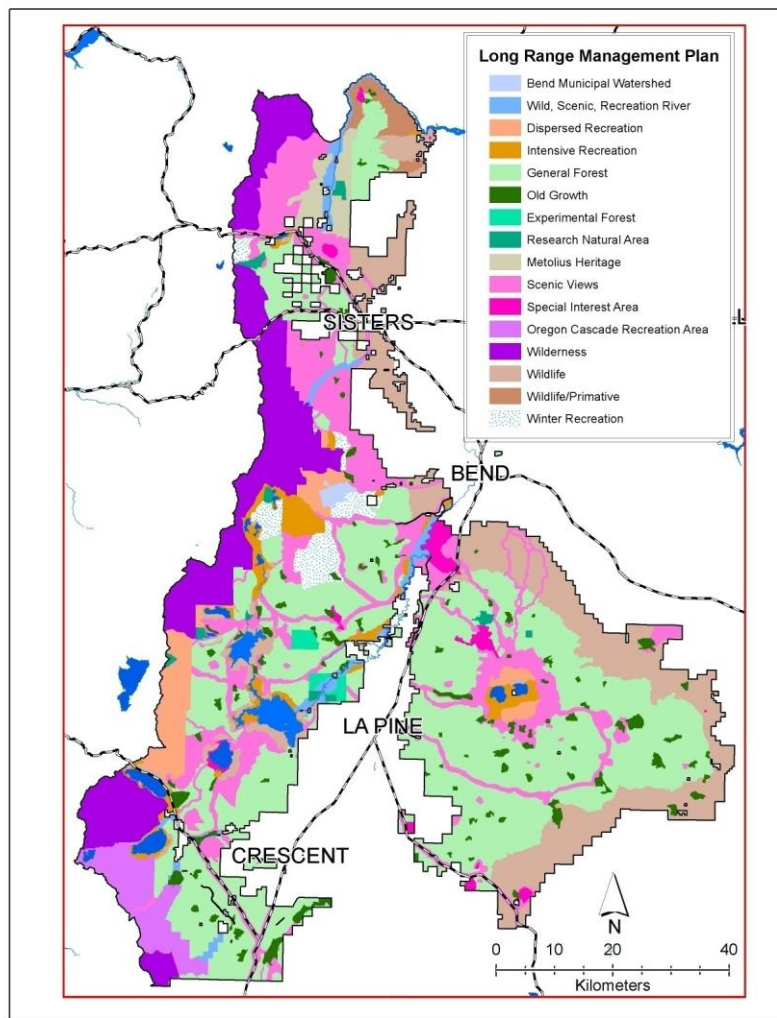 Long Range Management Plan
Bend Municipal Watershed
Wild, Scenic, Recreation River
Dispersed Recreation
Intensive Recreation
General Forest
Old Growth
Experimental Forest
Research Natural Area
Metolius Heritage
Scenic Views
Special Interest Area
Oregon Cascade Recreation Area
Wilderness
Wildlife
Wildlife/Primative
Winter Recreation
SISTERS
BEND
LA PINE
CRESCENT
N
0 10 20 40
Kilometers